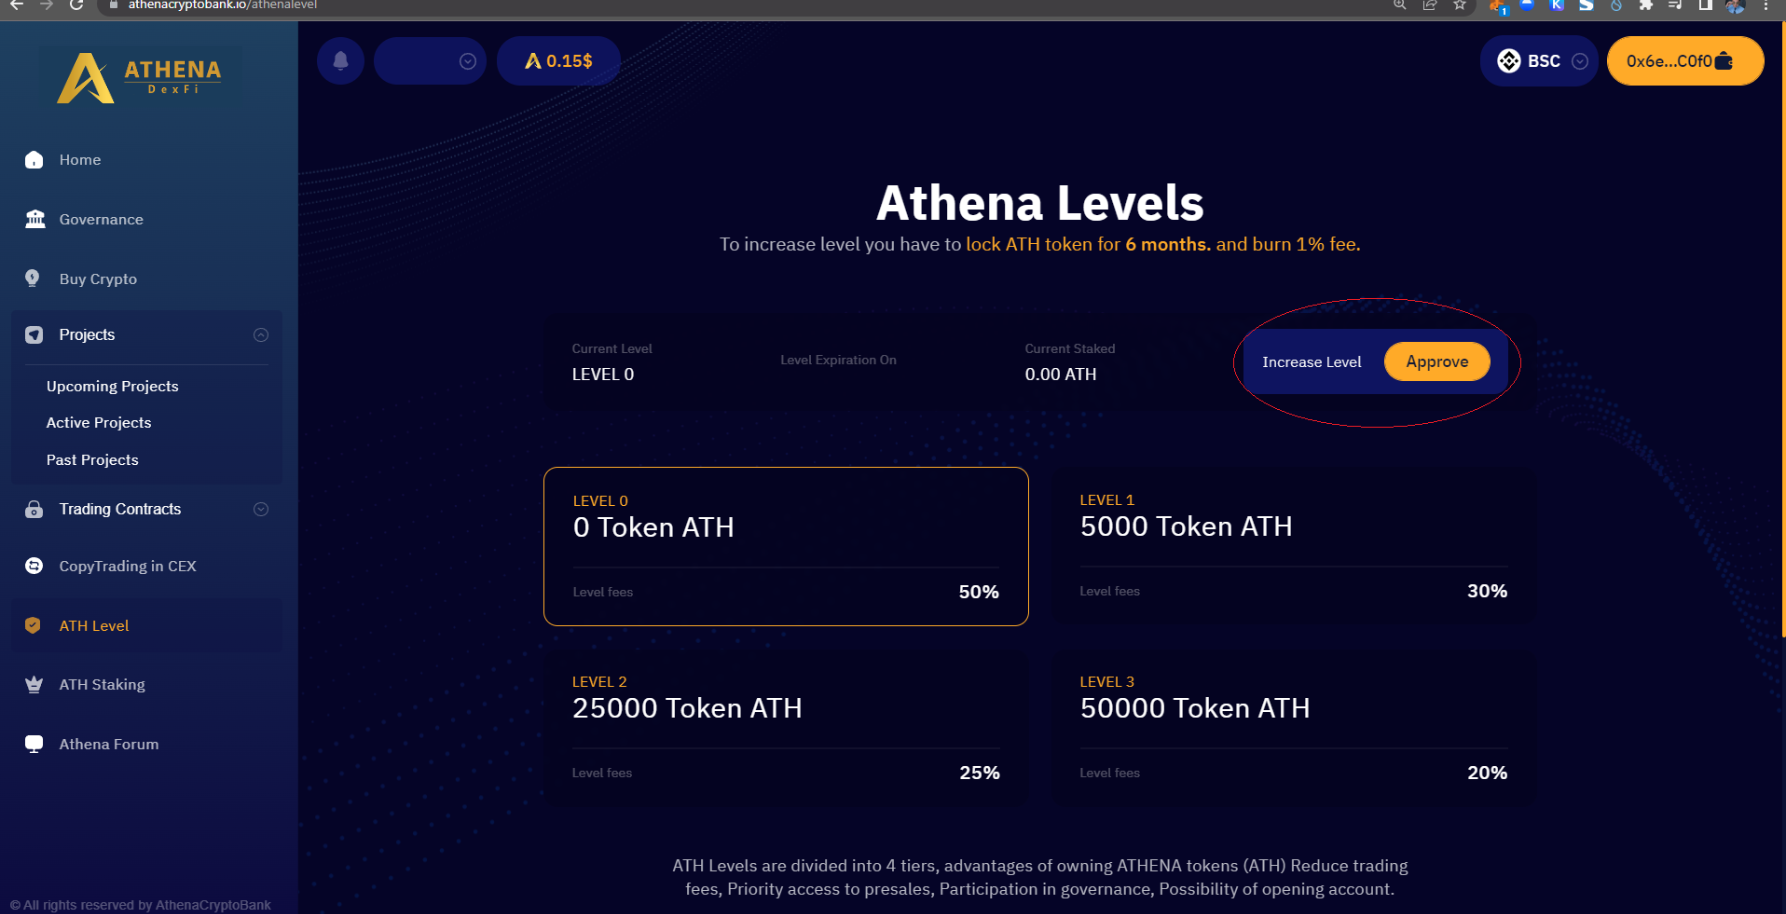 athenacryptobank.io/athenalevel
1
ATHENA
DexFi
0.15$
BSC
0x6e...C0f0
Home
Governance
Buy Crypto
Projects
Upcoming Projects
Active Projects
Past Projects
Trading Contracts
CopyTrading in CEX
ATH Level
ATH Staking
Athena Forum
© All rights reserved by AthenaCryptoBank
Athena Levels
To increase level you have to lock ATH token for 6 months. and burn 1% fee.
Current Level
LEVEL 0
Level Expiration On
Current Staked
0.00 ATH
Increase Level
Approve
LEVEL 0
0 Token ATH
Level fees 50%
LEVEL 1
5000 Token ATH
Level fees 30%
LEVEL 2
25000 Token ATH
Level fees 25%
LEVEL 3
50000 Token ATH
Level fees 20%
ATH Levels are divided into 4 tiers, advantages of owning ATHENA tokens (ATH) Reduce trading
fees, Priority access to presales, Participation in governance, Possibility of opening account.